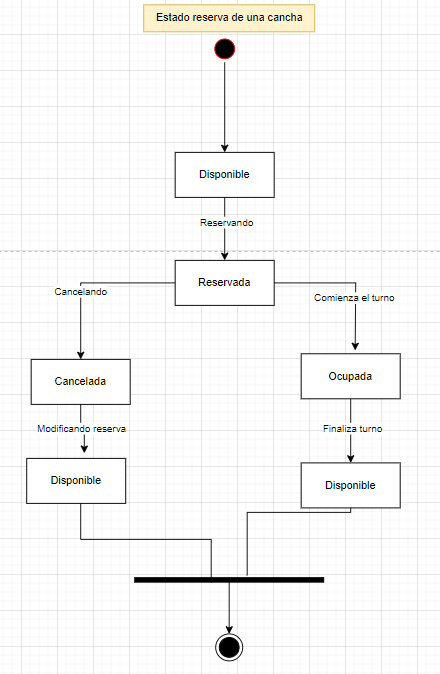 Estado reserva de una cancha
Disponible
Reservando
Reservada
Cancelando
Comienza el turno
Cancelada
Ocupada
Modificando reserva
Finaliza turno
Disponible
Disponible